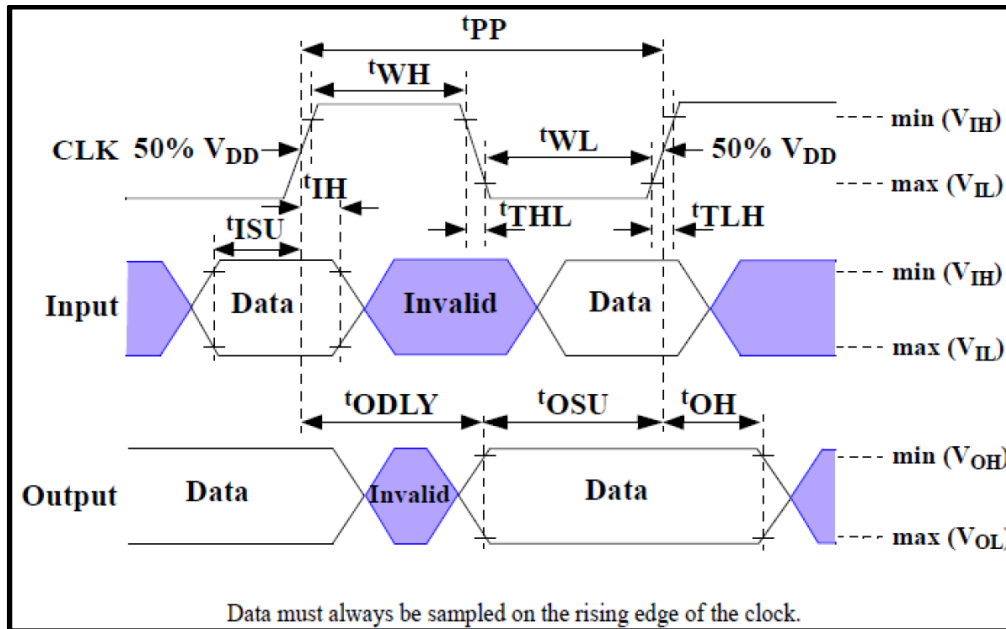 tPP
tWH
min (VIH)
CLK 50% VDD
tWL
50% VDD
max (VIL)
tIH
tTHL
tTLH
tISU
min (VIH)
Input
Data
Invalid
Data
max (VIL)
tODLY
tOSU
tOH
min (VOH)
Output
Data
Invalid
Data
max (VOL)
Data must always be sampled on the rising edge of the clock.